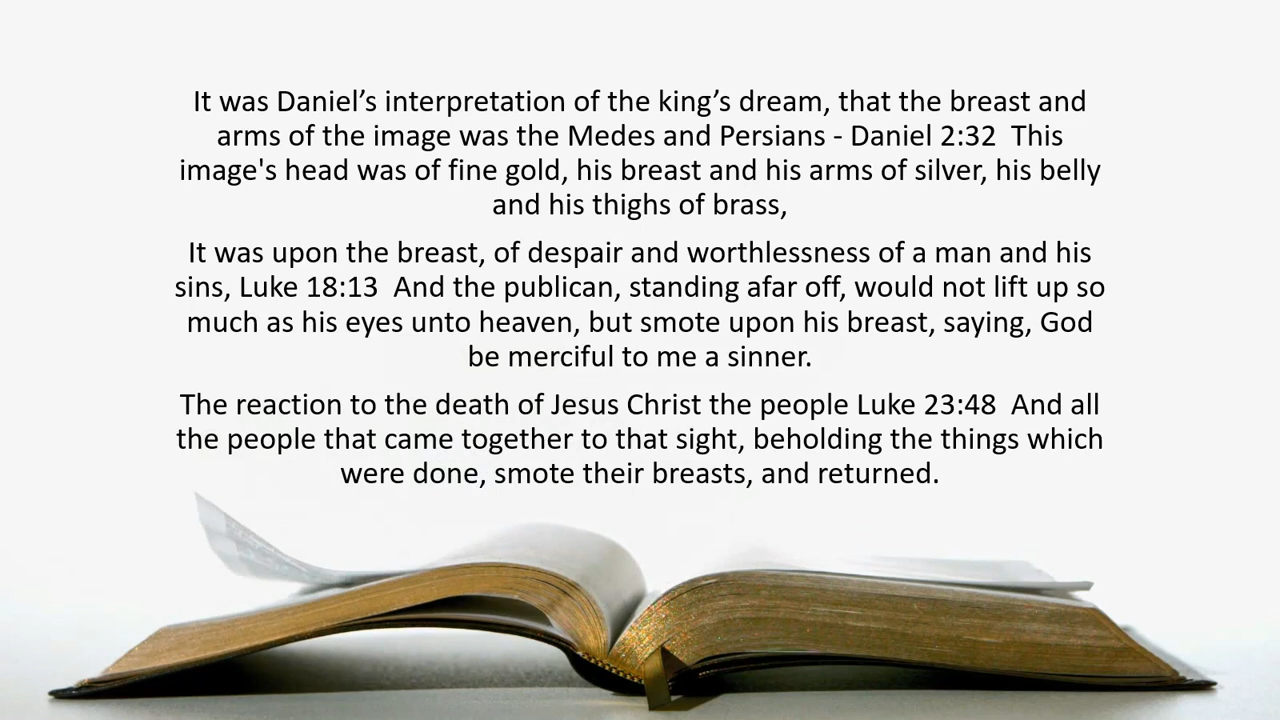 It was Daniel’s interpretation of the king’s dream, that the breast and
arms of the image was the Medes and Persians - Daniel 2:32  This
image's head was of fine gold, his breast and his arms of silver, his belly
and his thighs of brass,
It was upon the breast, of despair and worthlessness of a man and his
sins, Luke 18:13  And the publican, standing afar off, would not lift up so
much as his eyes unto heaven, but smote upon his breast, saying, God
be merciful to me a sinner.
The reaction to the death of Jesus Christ the people Luke 23:48  And all
the people that came together to that sight, beholding the things which
were done, smote their breasts, and returned.